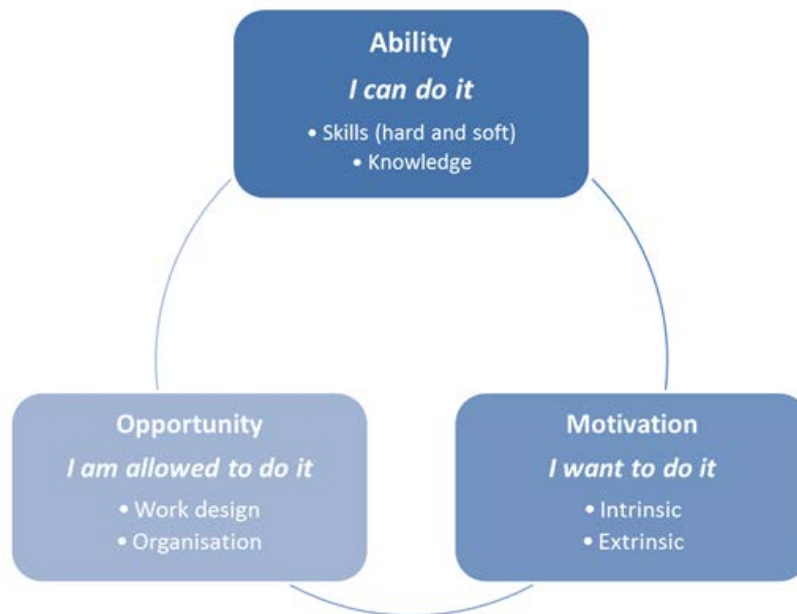 Ability
I can do it
• Skills (hard and soft)
• Knowledge
Opportunity
I am allowed to do it
• Work design
• Organisation
Motivation
I want to do it
• Intrinsic
• Extrinsic